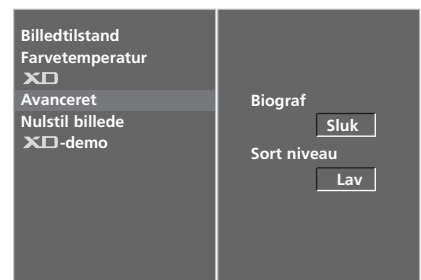 Billedtilstand
Farvetemperatur
XD
Avanceret
Nulstil billede
XD-demo
Biograf
Sluk
Sort niveau
Lav